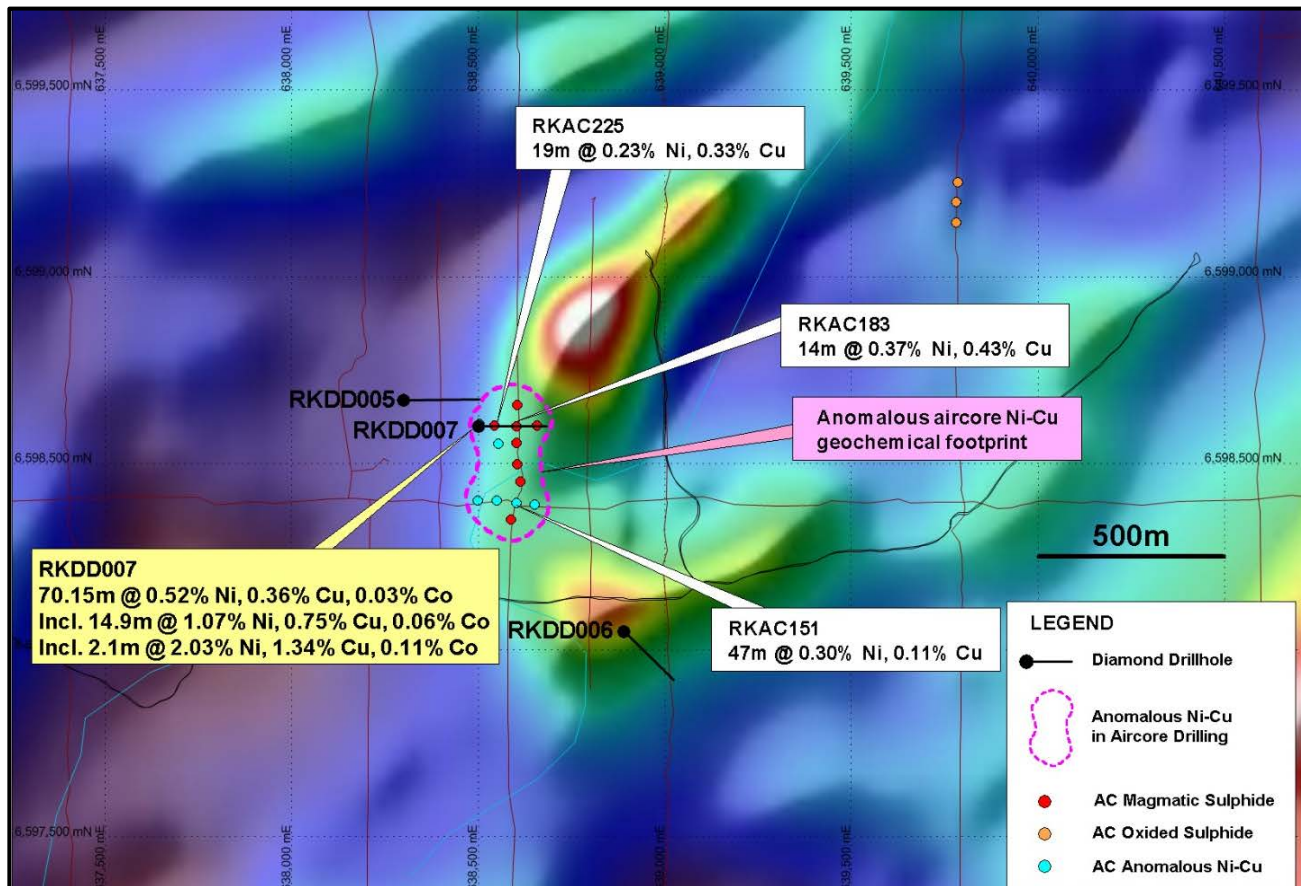 637,500 mE
638,000 mE
638,500 mE
639,000 mE
639,500 mE
640,000 mE
640,500 mE
6,599,500 mN
6,599,500 mN
RKAC225
19m @ 0.23% Ni, 0.33% Cu
6,599,000 mN
6,599,000 mN
RKAC183
14m @ 0.37% Ni, 0.43% Cu
RKDD005
RKDD007
Anomalous aircore Ni-Cu
geochemical footprint
6,598,500 mN
6,598,500 mN
500m
RKDD007
70.15m @ 0.52% Ni, 0.36% Cu, 0.03% Co
Incl. 14.9m @ 1.07% Ni, 0.75% Cu, 0.06% Co
Incl. 2.1m @ 2.03% Ni, 1.34% Cu, 0.11% Co
RKDD006
RKAC151
47m @ 0.30% Ni, 0.11% Cu
LEGEND
Diamond Drillhole
Anomalous Ni-Cu
in Aircore Drilling
AC Magmatic Sulphide
AC Oxided Sulphide
AC Anomalous Ni-Cu
6,597,500 mN
637,500 mE
638,000 mE
638,500 mE
639,000 mE
639,500 mE